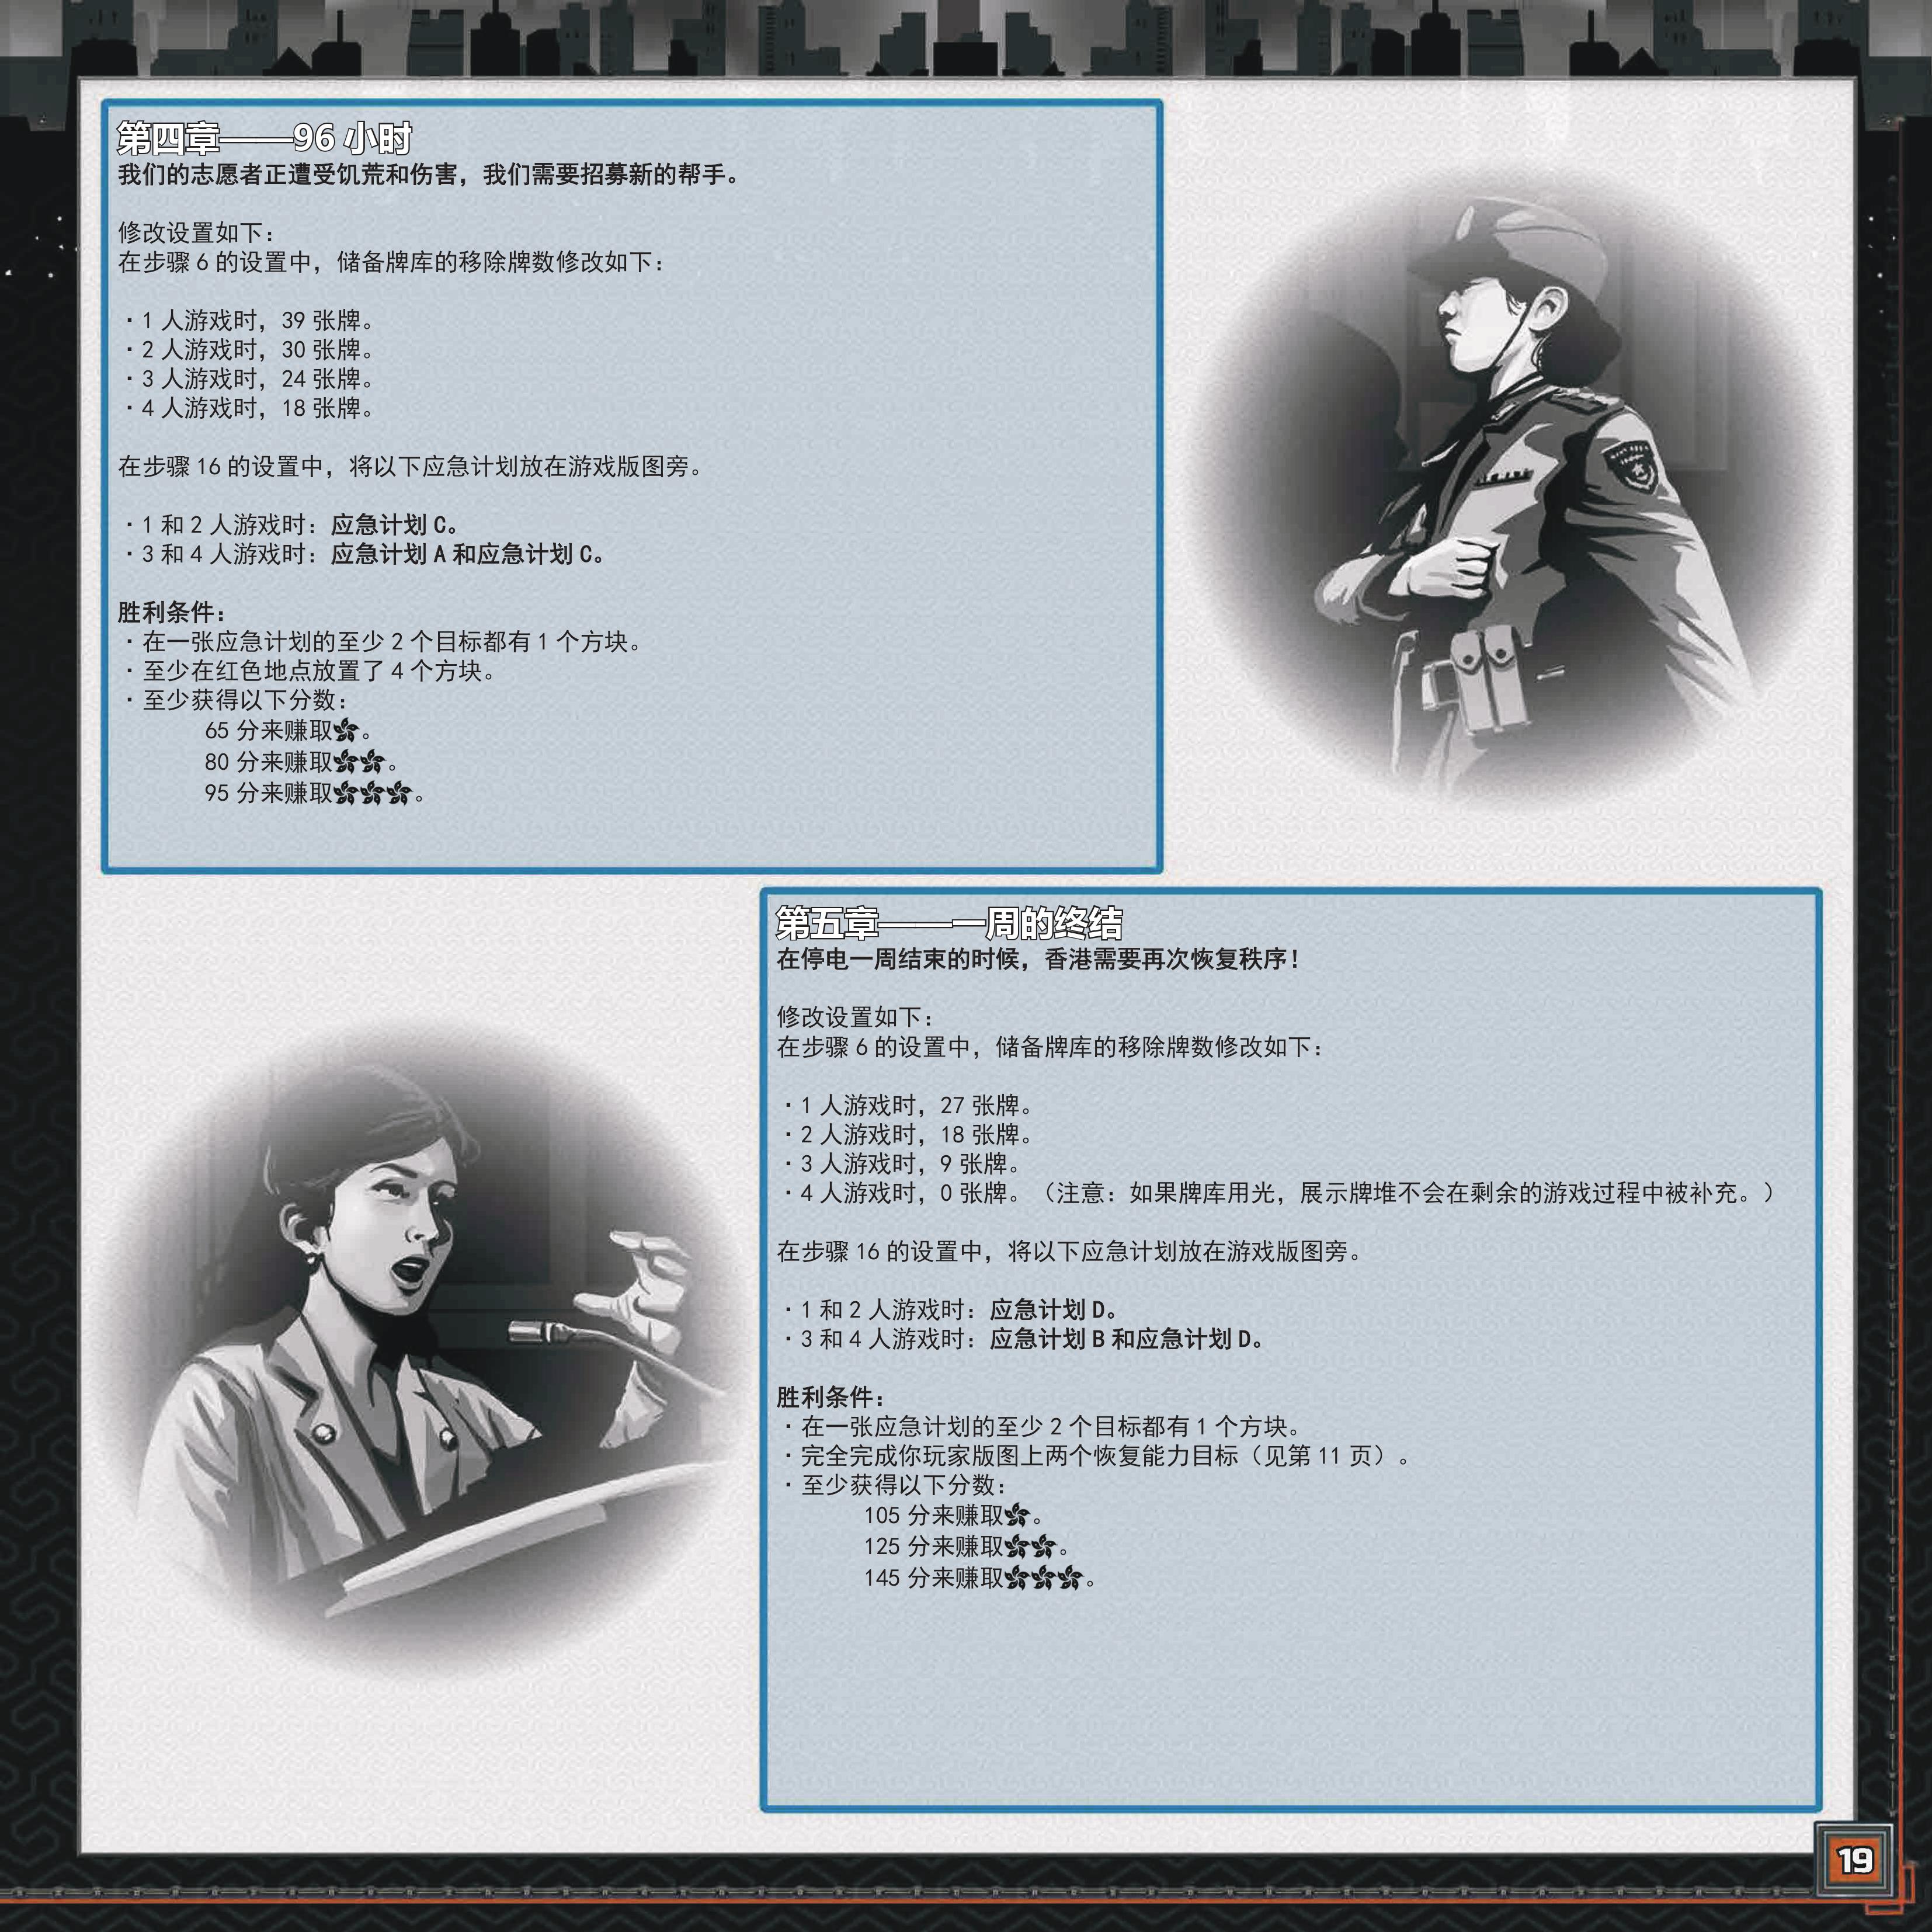 第四章——96 小时
我们的志愿者正遭受饥荒和伤害，我们需要招募新的帮手。
修改设置如下：
在步骤 6 的设置中，储备牌库的移除牌数修改如下：
·1 人游戏时，39 张牌。
·2 人游戏时，30 张牌。
·3 人游戏时，24 张牌。
·4 人游戏时，18 张牌。
在步骤 16 的设置中，将以下应急计划放在游戏版图旁。
·1 和 2 人游戏时：应急计划 C。
·3 和 4 人游戏时：应急计划 A 和应急计划 C。
胜利条件：
·在一张应急计划的至少 2 个目标都有 1 个方块。
·至少在红色地点放置了 4 个方块。
·至少获得以下分数：
65 分来赚取。
80 分来赚取。
95 分来赚取。
第五章——一周的终结
在停电一周结束的时候，香港需要再次恢复秩序！
修改设置如下：
在步骤 6 的设置中，储备牌库的移除牌数修改如下：
·1 人游戏时，27 张牌。
·2 人游戏时，18 张牌。
·3 人游戏时，9 张牌。
·4 人游戏时，0 张牌。（注意：如果牌库用光，展示牌堆不会在剩余的游戏过程中被补充。）
在步骤 16 的设置中，将以下应急计划放在游戏版图旁。
·1 和 2 人游戏时：应急计划 D。
·3 和 4 人游戏时：应急计划 B 和应急计划 D。
胜利条件：
·在一张应急计划的至少 2 个目标都有 1 个方块。
·完全完成你玩家版图上两个恢复能力目标（见第 11 页）。
·至少获得以下分数：
105 分来赚取。
125 分来赚取。
145 分来赚取。
19